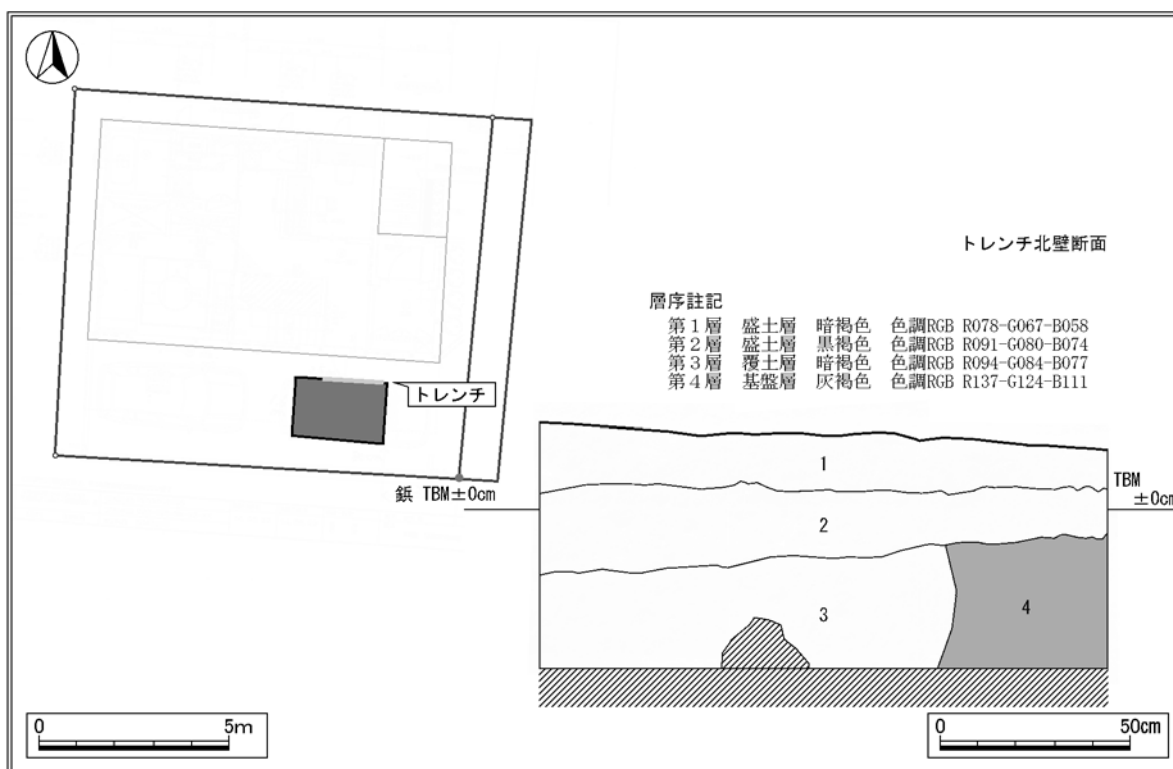 トレンチ北壁断面
層序註記
第1層 盛土層 暗褐色 色調RGB R078-G067-B058
第2層 盛土層 黒褐色 色調RGB R091-G080-B074
第3層 覆土層 暗褐色 色調RGB R094-G084-B077
第4層 基盤層 灰褐色 色調RGB R137-G124-B111
トレンチ
鋲 TBM±0cm
1
TBM
±0cm
2
3
4
0 5m
0 50cm